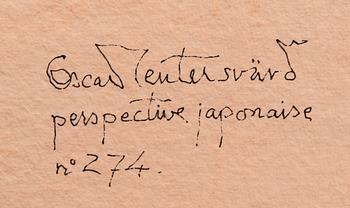 Oscar Reutersvärd
perspective japonaise
n° 274.